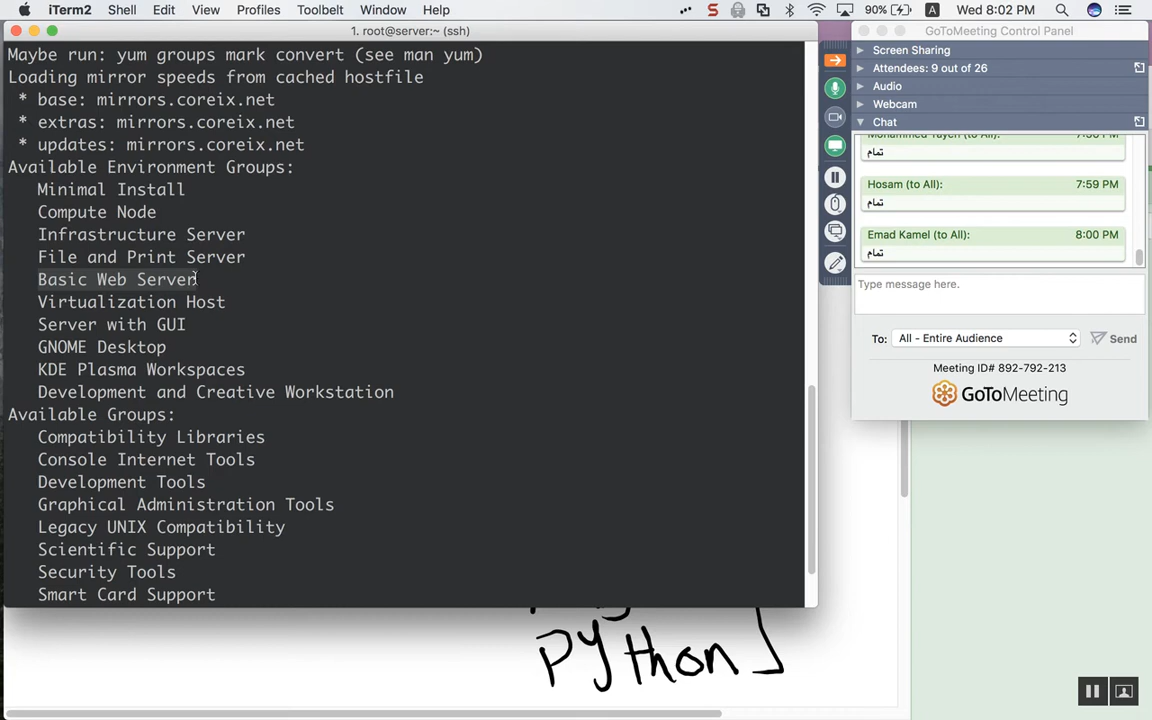 iTerm2 Shell Edit View Profiles Toolbelt Window Help 90% A Wed 8:02 PM
1. root@server:~ (ssh)
Maybe run: yum groups mark convert (see man yum)
Loading mirror speeds from cached hostfile
* base: mirrors.coreix.net
* extras: mirrors.coreix.net
* updates: mirrors.coreix.net
Available Environment Groups:
Minimal Install
Compute Node
Infrastructure Server
File and Print Server
Basic Web Server
Virtualization Host
Server with GUI
GNOME Desktop
KDE Plasma Workspaces
Development and Creative Workstation
Available Groups:
Compatibility Libraries
Console Internet Tools
Development Tools
Graphical Administration Tools
Legacy UNIX Compatibility
Scientific Support
Security Tools
Smart Card Support
GoToMeeting Control Panel
Screen Sharing
Attendees: 9 out of 26
Audio
Webcam
Chat
تمام
Hosam (to All): 7:59 PM
تمام
Emad Kamel (to All): 8:00 PM
تمام
Type message here.
To: All - Entire Audience Send
Meeting ID# 892-792-213
GoToMeeting
Python